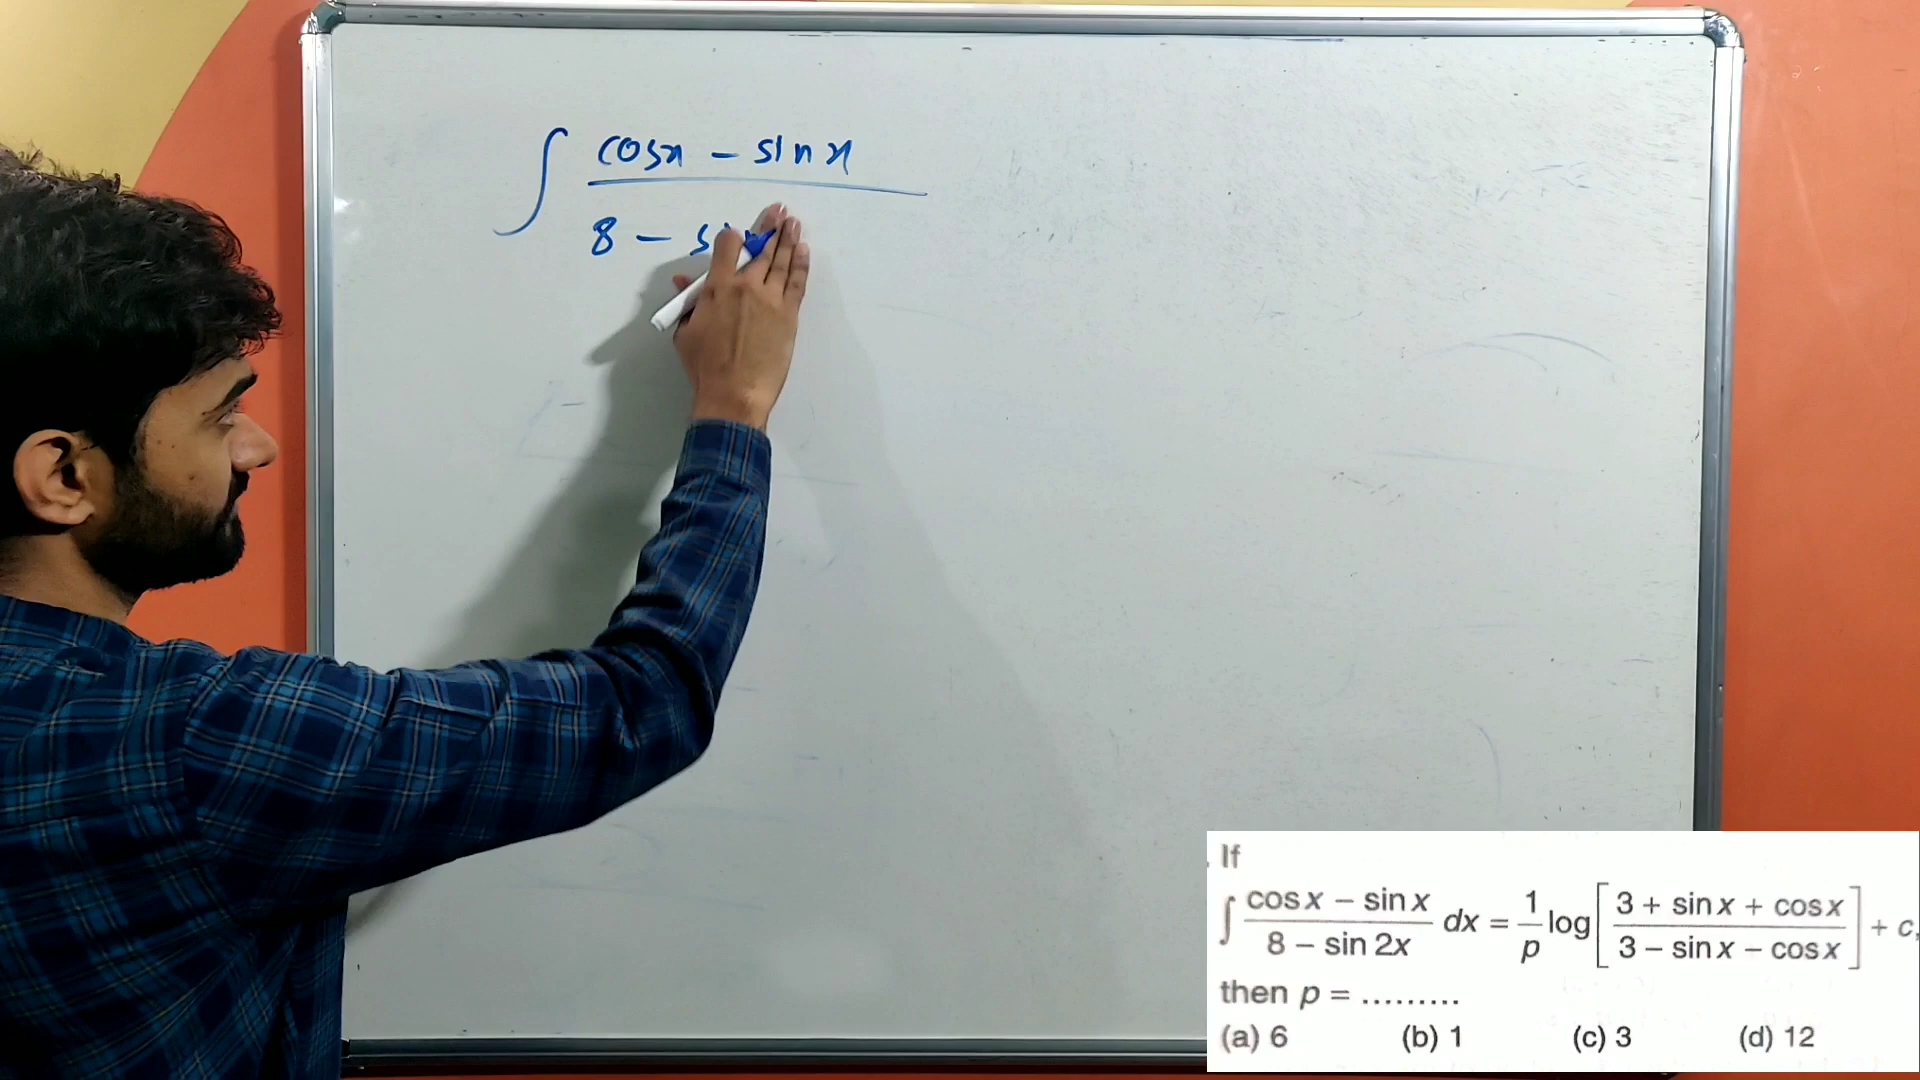 ∫ cosx - sinx
8 - sin
If
∫ cos x − sin x / 8 − sin 2x dx = 1/p log [ 3 + sin x + cos x / 3 − sin x − cos x ] + c,
then p = .........
(a) 6 (b) 1 (c) 3 (d) 12